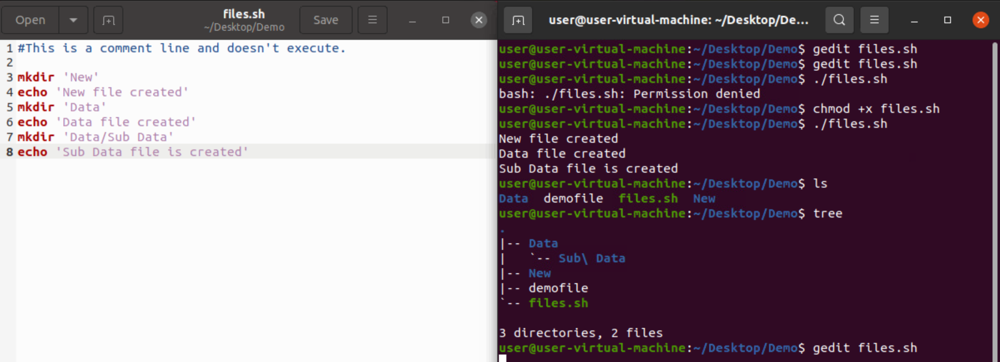 Open
files.sh
~/Desktop/Demo
Save
1 #This is a comment line and doesn't execute.
2
3 mkdir 'New'
4 echo 'New file created'
5 mkdir 'Data'
6 echo 'Data file created'
7 mkdir 'Data/Sub Data'
8 echo 'Sub Data file is created'
user@user-virtual-machine: ~/Desktop/De...
user@user-virtual-machine:~/Desktop/Demo$ gedit files.sh
user@user-virtual-machine:~/Desktop/Demo$ gedit files.sh
user@user-virtual-machine:~/Desktop/Demo$ ./files.sh
bash: ./files.sh: Permission denied
user@user-virtual-machine:~/Desktop/Demo$ chmod +x files.sh
user@user-virtual-machine:~/Desktop/Demo$ ./files.sh
New file created
Data file created
Sub Data file is created
user@user-virtual-machine:~/Desktop/Demo$ ls
Data  demofile  files.sh  New
user@user-virtual-machine:~/Desktop/Demo$ tree
.
|-- Data
|   `-- Sub\ Data
|-- New
|-- demofile
`-- files.sh
3 directories, 2 files
user@user-virtual-machine:~/Desktop/Demo$ gedit files.sh